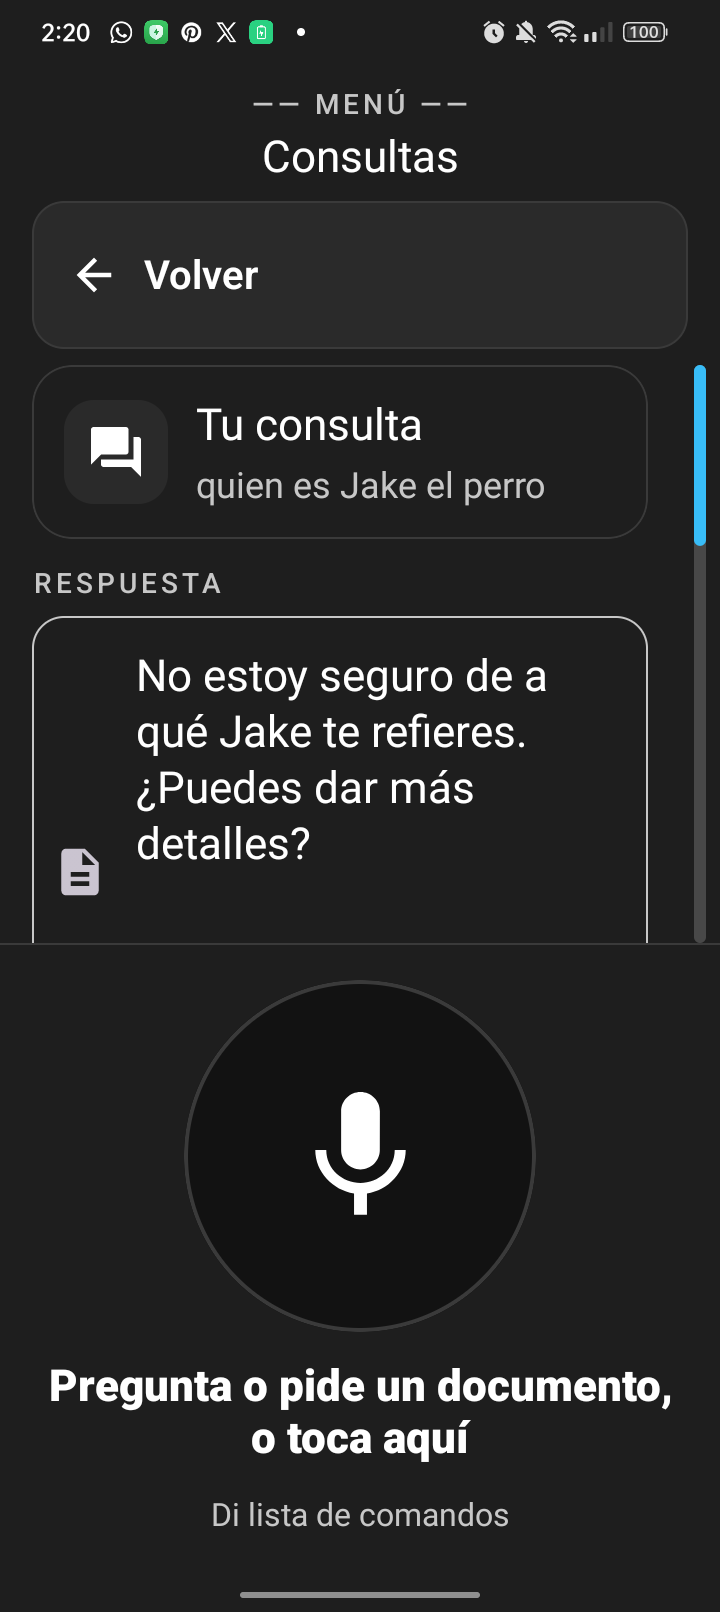 2:20
100
—— MENÚ ——
Consultas
Volver
Tu consulta
quien es Jake el perro
RESPUESTA
No estoy seguro de a
qué Jake te refieres.
¿Puedes dar más
detalles?
Pregunta o pide un documento,
o toca aquí
Di lista de comandos